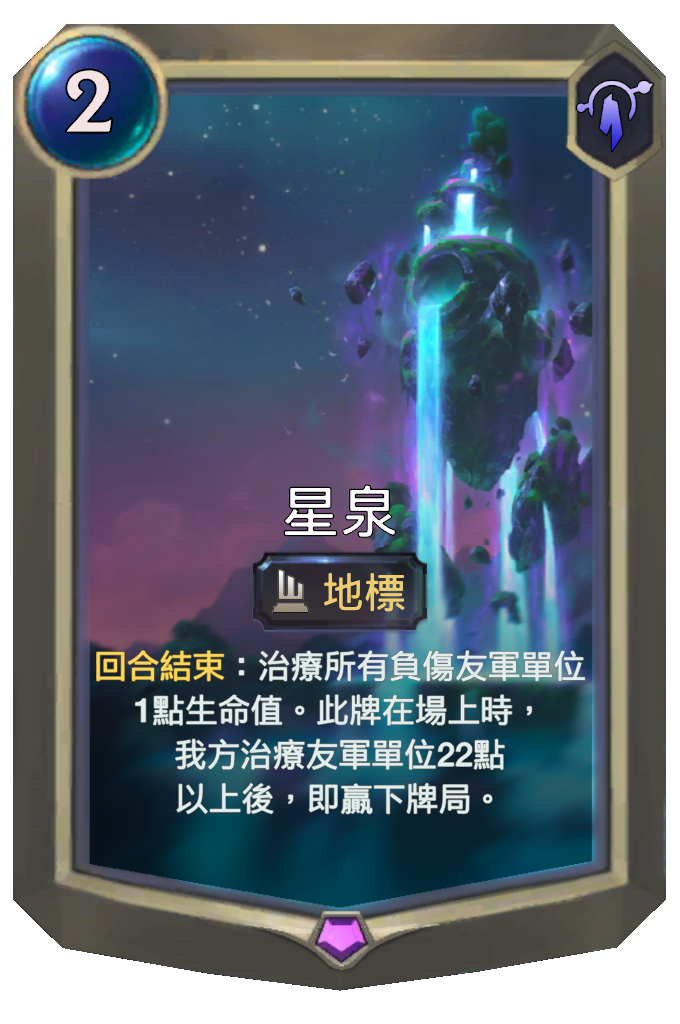 2
星泉
地標
回合結束：治療所有負傷友軍單位
1點生命值。此牌在場上時，
我方治療友軍單位22點
以上後，即贏下牌局。